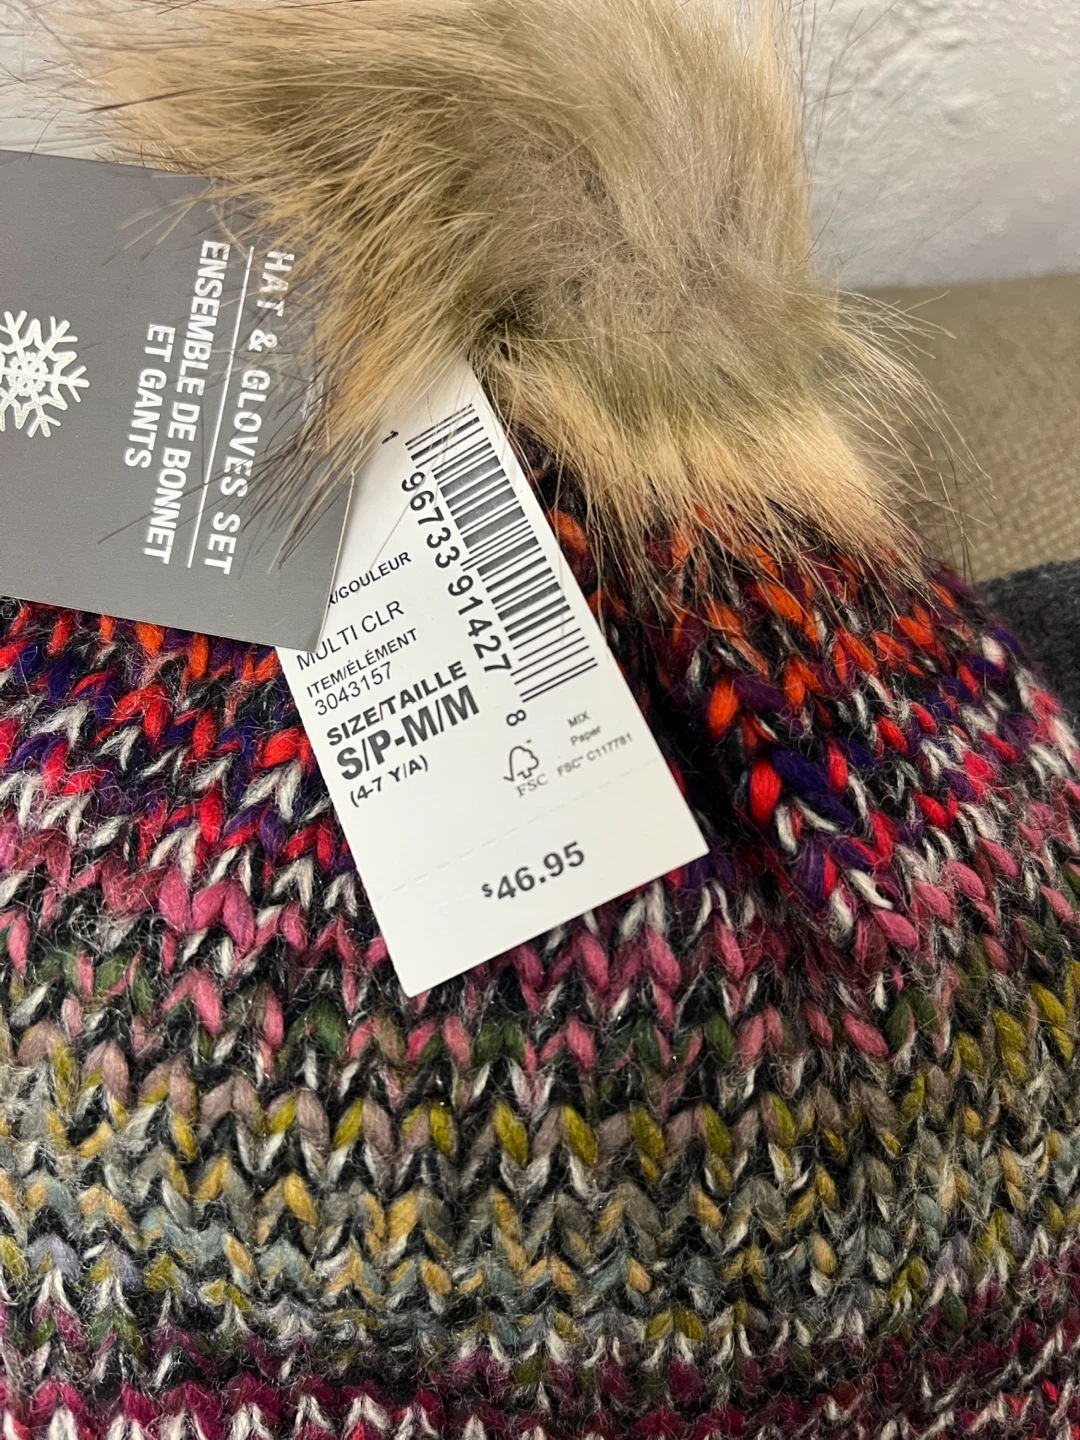 HAT & GLOVES SET
ENSEMBLE DE BONNET
ET GANTS
1 96733 91427 8
R/COULEUR
MULTI CLR
ITEM/ÉLÉMENT
3043157
SIZE/TAILLE
S/P-M/M
(4-7 Y/A)
FSC
MIX
Paper
FSC® C117781
$46.95